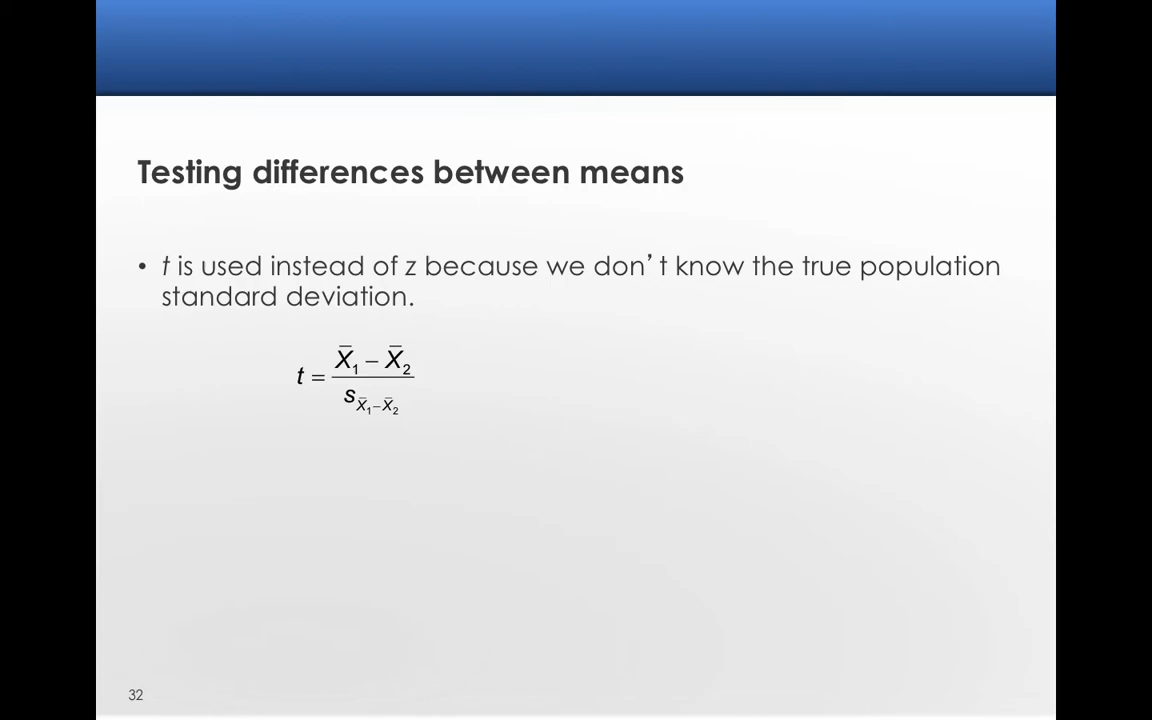 Testing differences between means
• t is used instead of z because we don’t know the true population
standard deviation.
t = (X̄₁ − X̄₂) / s_(X̄₁−X̄₂)
32